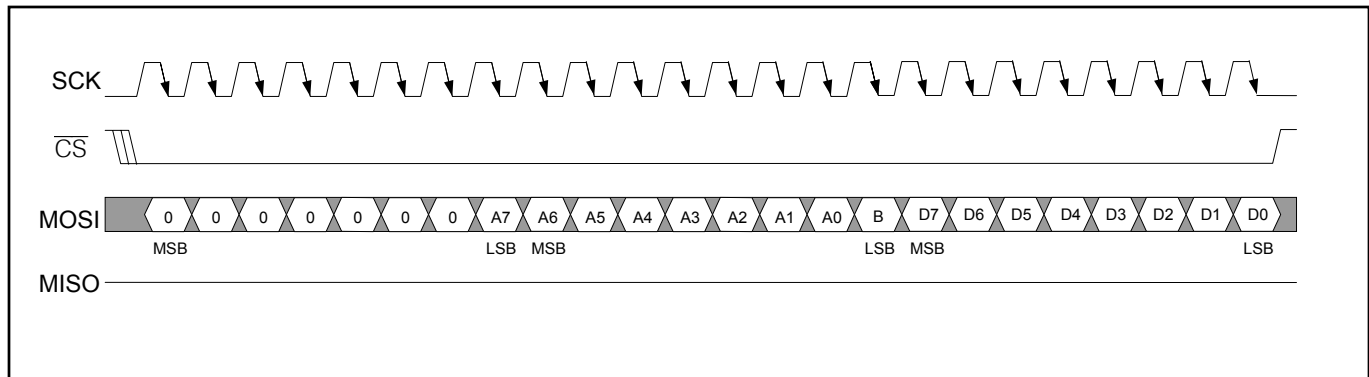 SCK
CS
MOSI 0 0 0 0 0 0 0 A7 A6 A5 A4 A3 A2 A1 A0 B D7 D6 D5 D4 D3 D2 D1 D0
MSB LSB MSB LSB MSB LSB
MISO